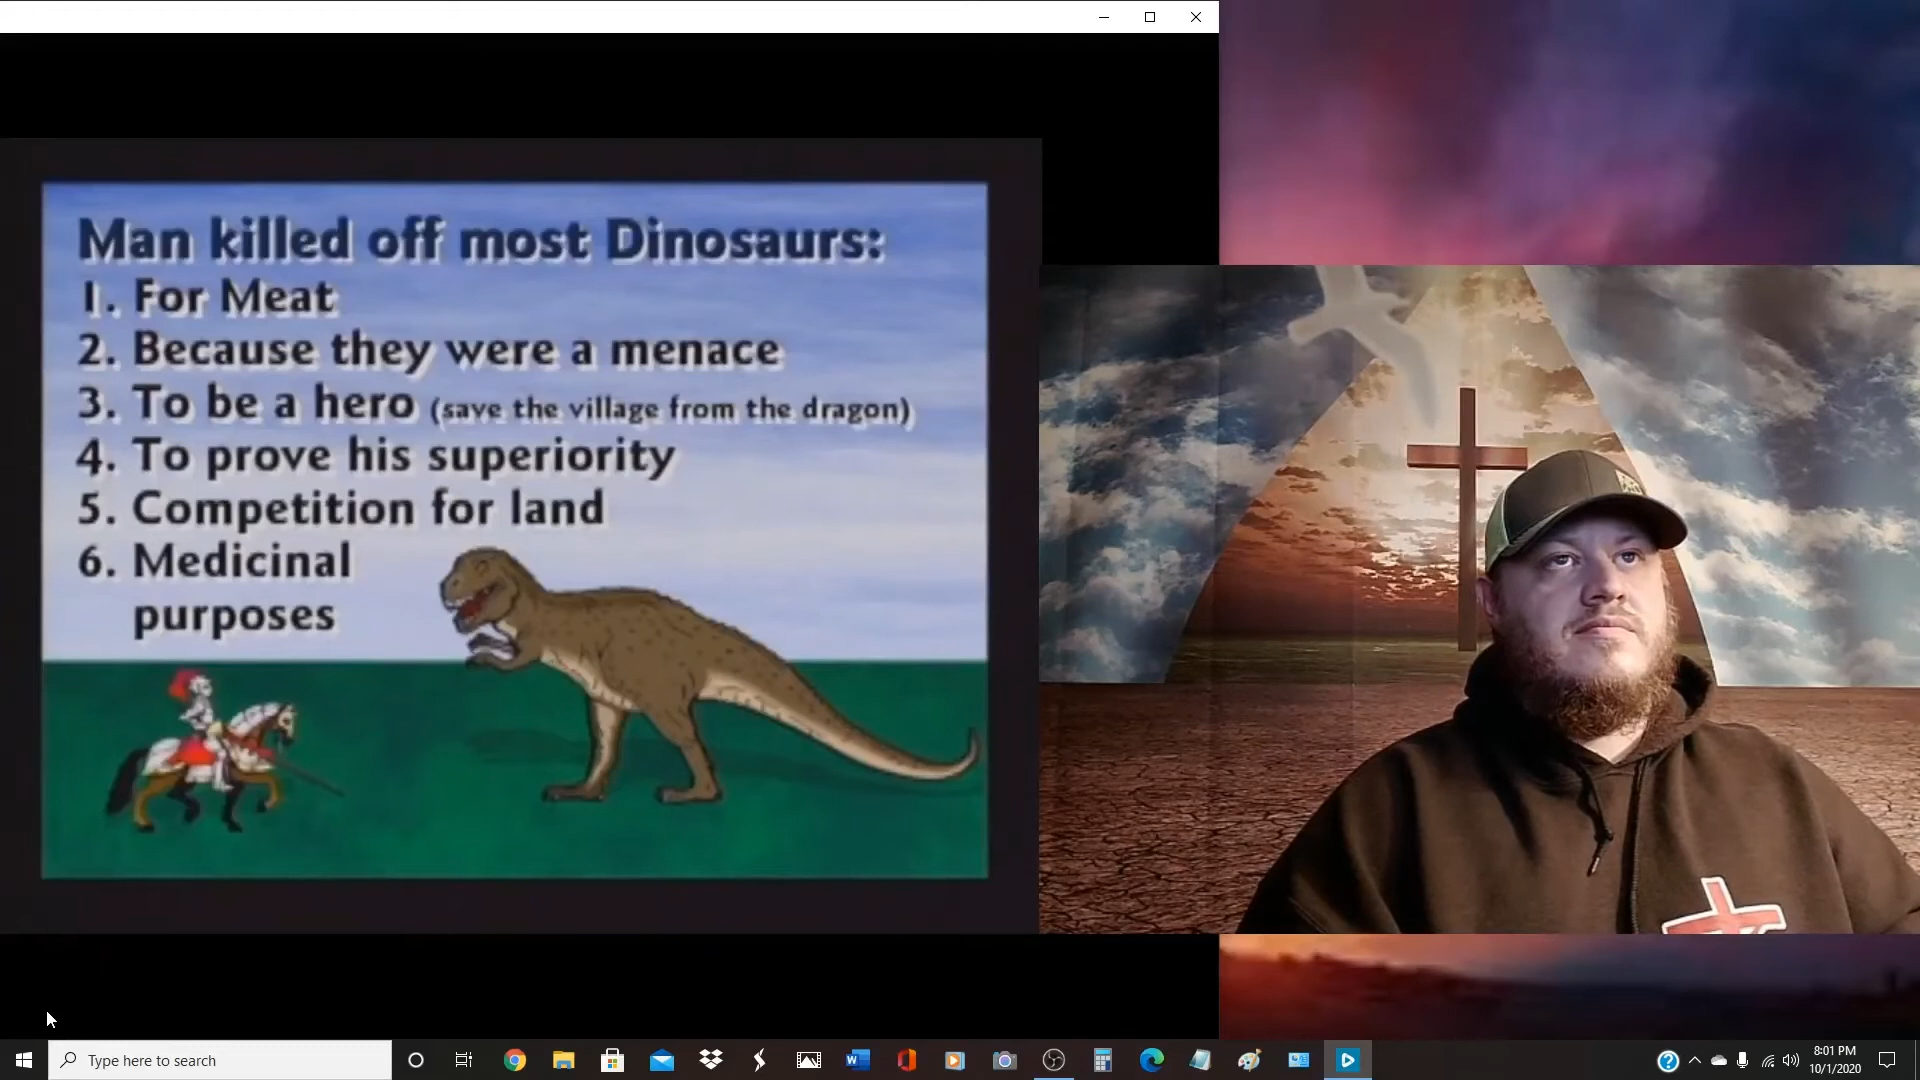 Man killed off most Dinosaurs:
1. For Meat
2. Because they were a menace
3. To be a hero (save the village from the dragon)
4. To prove his superiority
5. Competition for land
6. Medicinal
purposes
Type here to search
8:01 PM
10/1/2020